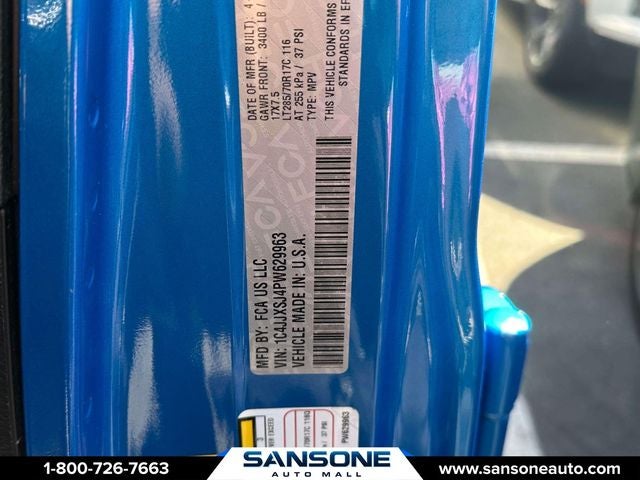 MFD BY: FCA US LLC
DATE OF MFR (BUILT): 4
GAWR FRONT: 3400 LB /
17X7.5
LT285/70R17C 116
AT 255 kPa / 37 PSI
TYPE: MPV
VIN: 1C4JJXSJ4PW629963
VEHICLE MADE IN: U.S.A.
THIS VEHICLE CONFORMS
STANDARDS IN EF
PW629963
1-800-726-7663
SANSONE
AUTO MALL
www.sansoneauto.com